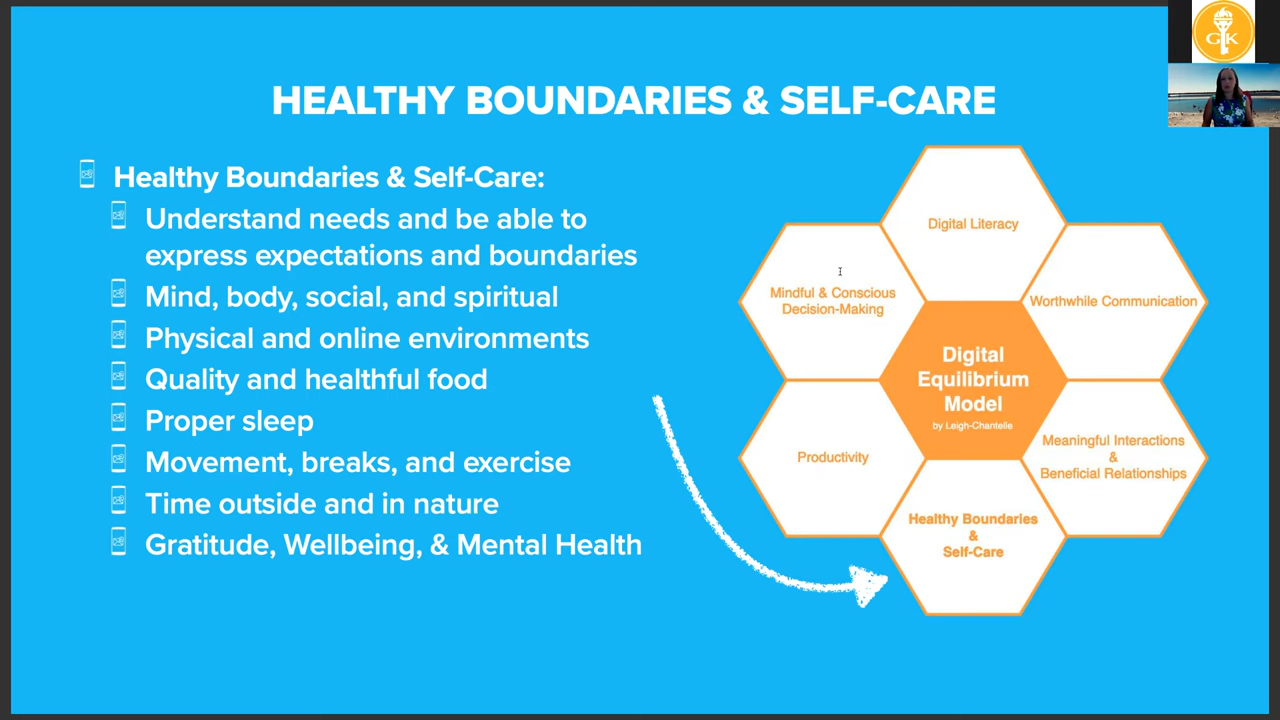 HEALTHY BOUNDARIES & SELF-CARE
Healthy Boundaries & Self-Care:
Understand needs and be able to
express expectations and boundaries
Mind, body, social, and spiritual
Physical and online environments
Quality and healthful food
Proper sleep
Movement, breaks, and exercise
Time outside and in nature
Gratitude, Wellbeing, & Mental Health
Digital Literacy
Mindful & Conscious
Decision-Making
Worthwhile Communication
Digital
Equilibrium
Model
by Leigh-Chantelle
Productivity
Meaningful Interactions
&
Beneficial Relationships
Healthy Boundaries
&
Self-Care
G K